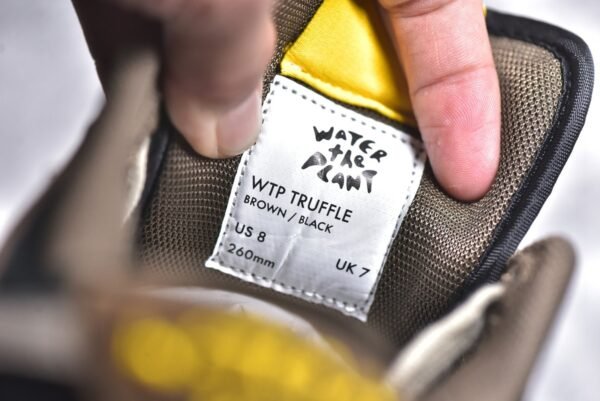 WATER
the
PLANT
WTP TRUFFLE
BROWN / BLACK
US 8
260mm UK 7